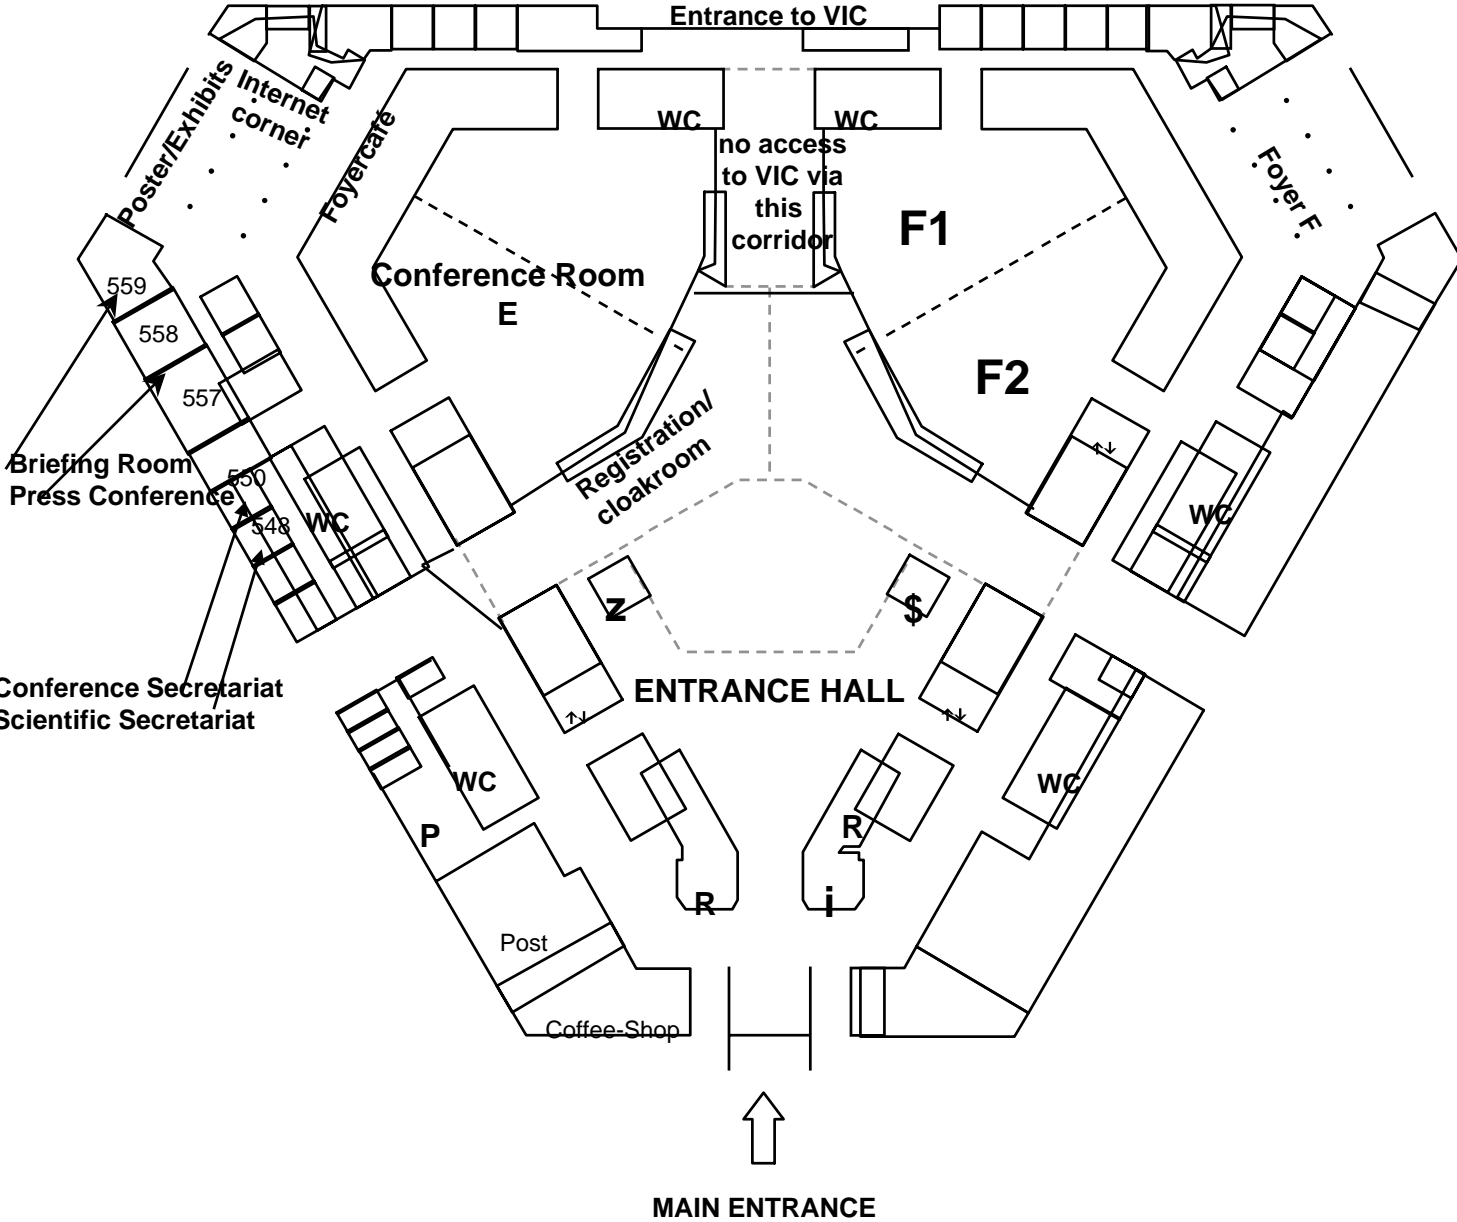 Entrance to VIC
Internet
corner
Poster/Exhibits
Foyercafé
WC
WC
no access
to VIC via
this
corridor
F1
Foyer F
Conference Room
E
559
558
557
F2
Registration/
cloakroom
Briefing Room
Press Conference
550
548
WC
WC
z
$
Conference Secretariat
Scientific Secretariat
ENTRANCE HALL
WC
WC
P
R
R
i
Post
Coffee-Shop
MAIN ENTRANCE